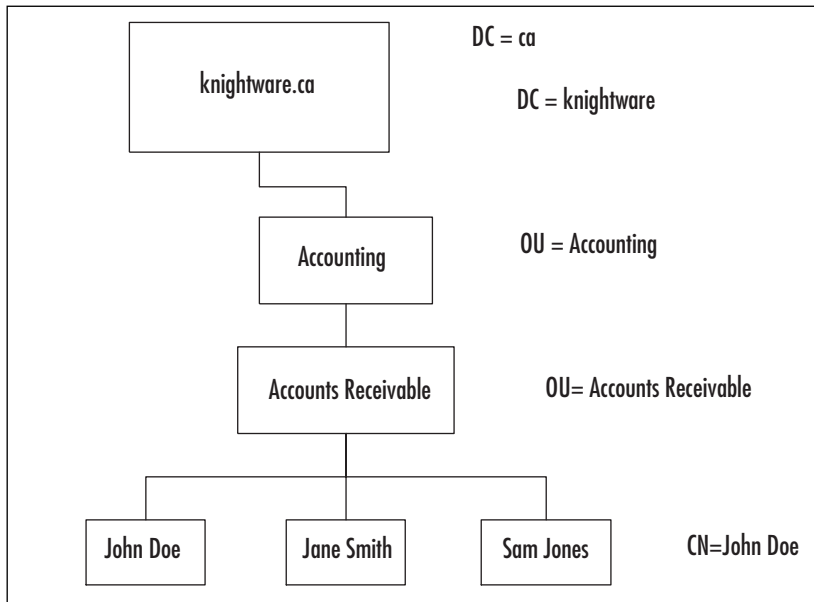 DC = ca
knightware.ca
DC = knightware
Accounting
OU = Accounting
Accounts Receivable
OU= Accounts Receivable
John Doe
Jane Smith
Sam Jones
CN=John Doe